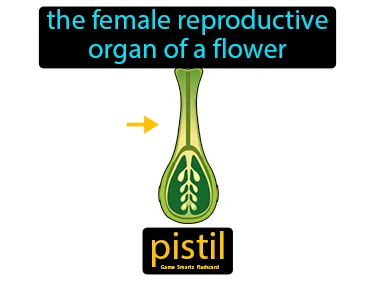 the female reproductive
organ of a flower
pistil
Game Smarts flashcard